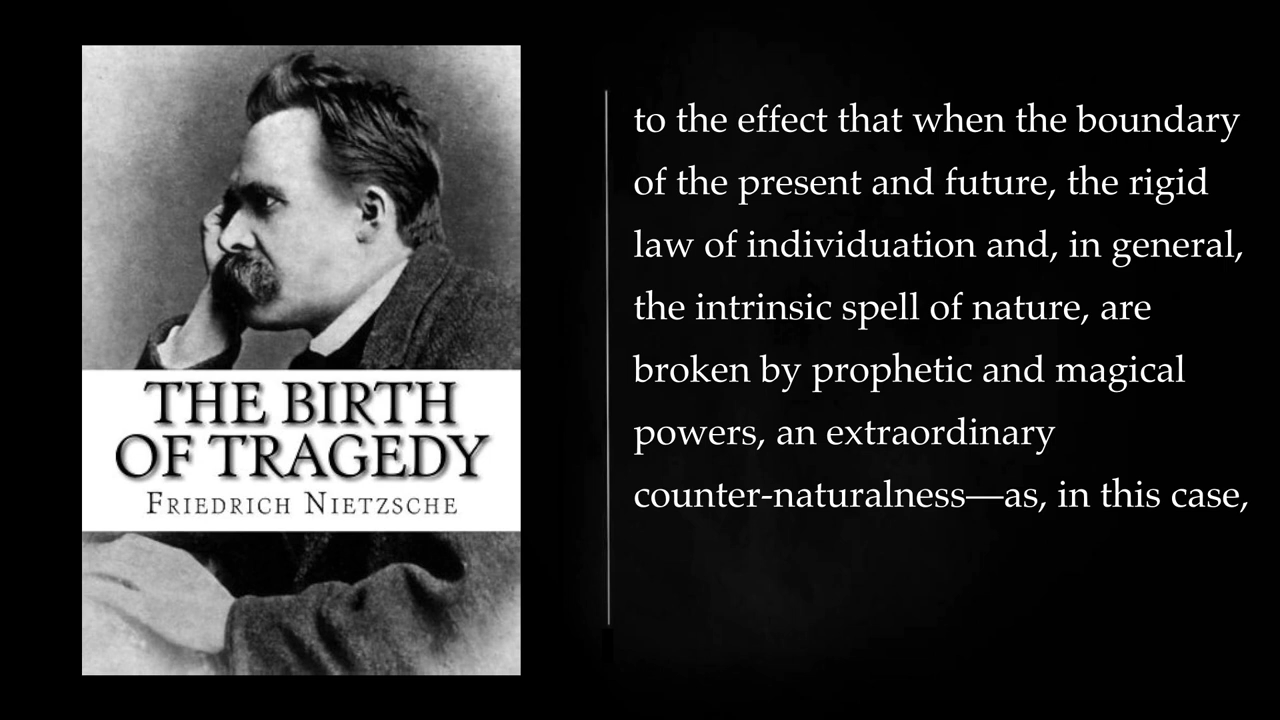 THE BIRTH
OF TRAGEDY
FRIEDRICH NIETZSCHE
to the effect that when the boundary
of the present and future, the rigid
law of individuation and, in general,
the intrinsic spell of nature, are
broken by prophetic and magical
powers, an extraordinary
counter-naturalness—as, in this case,